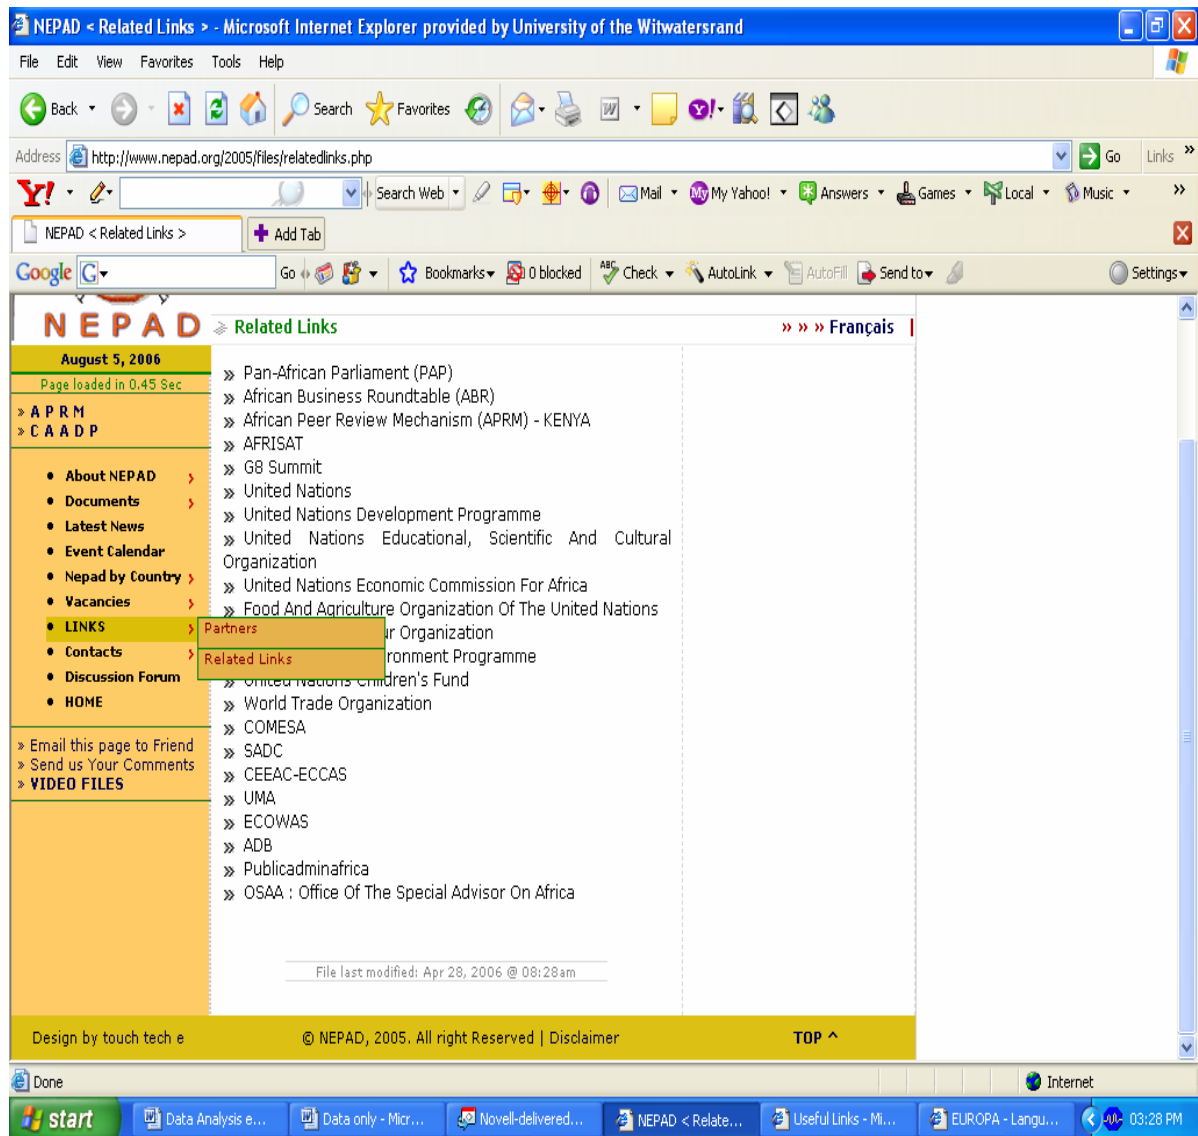 NEPAD < Related Links > - Microsoft Internet Explorer provided by University of the Witwatersrand
File Edit View Favorites Tools Help
Back Search Favorites
Address http://www.nepad.org/2005/files/relatedlinks.php Go Links »
Y! Search Web Mail My My Yahoo! Answers Games Local Music »
NEPAD < Related Links > Add Tab
Google G Go Bookmarks 0 blocked ABC Check AutoLink AutoFill Send to Settings
NEPAD
Related Links
» » » Français
August 5, 2006
Page loaded in 0.45 Sec
» A P R M
» C A A D P
• About NEPAD
• Documents
• Latest News
• Event Calendar
• Nepad by Country
• Vacancies
• LINKS
Partners
Related Links
• Contacts
• Discussion Forum
• HOME
» Email this page to Friend
» Send us Your Comments
» VIDEO FILES
» Pan-African Parliament (PAP)
» African Business Roundtable (ABR)
» African Peer Review Mechanism (APRM) - KENYA
» AFRISAT
» G8 Summit
» United Nations
» United Nations Development Programme
» United Nations Educational, Scientific And Cultural
Organization
» United Nations Economic Commission For Africa
» Food And Agriculture Organization Of The United Nations
Organization
Programme
» United Nations Children's Fund
» World Trade Organization
» COMESA
» SADC
» CEEAC-ECCAS
» UMA
» ECOWAS
» ADB
» Publicadminafrica
» OSAA : Office Of The Special Advisor On Africa
File last modified: Apr 28, 2006 @ 08:28am
Design by touch tech e © NEPAD, 2005. All right Reserved | Disclaimer TOP ^
Done Internet
start Data Analysis e... Data only - Micr... Novell-delivered... NEPAD < Relate... Useful Links - Mi... EUROPA - Langu... 03:28 PM